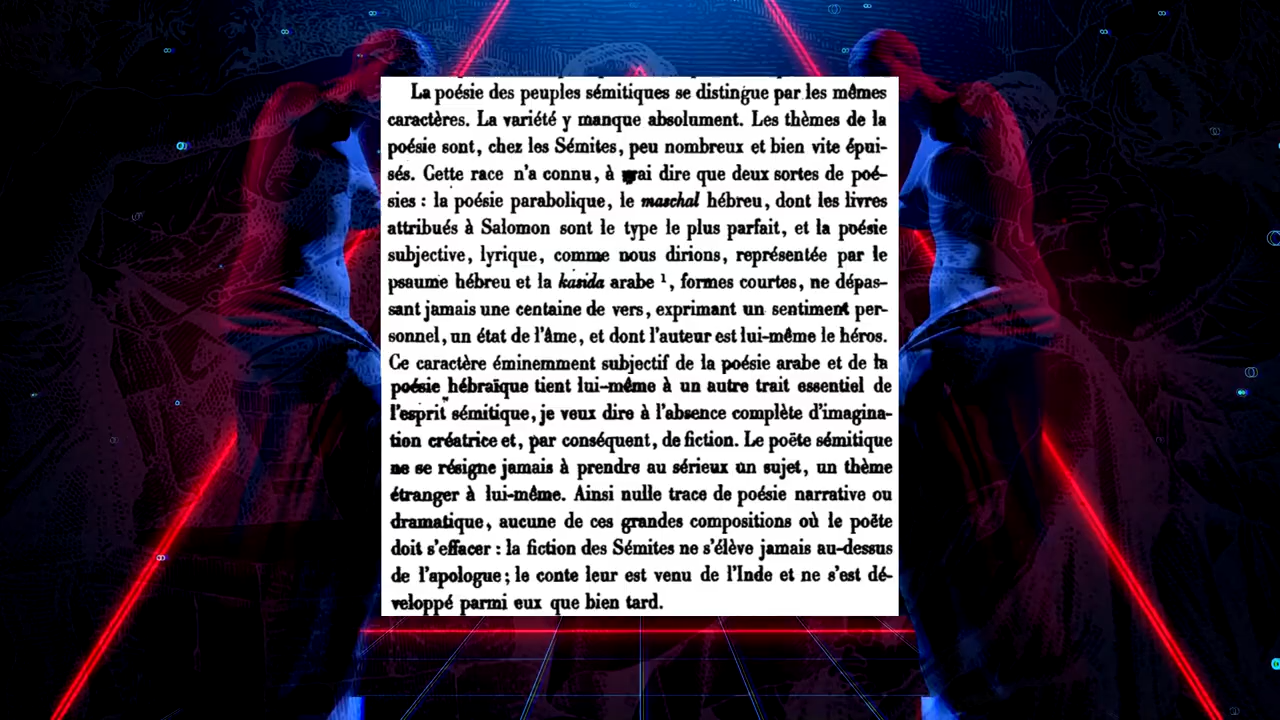 La poésie des peuples sémitiques se distingue par les mêmes
caractères. La variété y manque absolument. Les thèmes de la
poésie sont, chez les Sémites, peu nombreux et bien vite épui-
sés. Cette race n'a connu, à vrai dire que deux sortes de poé-
sies : la poésie parabolique, le maschal hébreu, dont les livres
attribués à Salomon sont le type le plus parfait, et la poésie
subjective, lyrique, comme nous dirions, représentée par le
psaume hébreu et la kasida arabe ¹, formes courtes, ne dépas-
sant jamais une centaine de vers, exprimant un sentiment per-
sonnel, un état de l'âme, et dont l'auteur est lui-même le héros.
Ce caractère éminemment subjectif de la poésie arabe et de la
poésie hébraïque tient lui-même à un autre trait essentiel de
l'esprit sémitique, je veux dire à l'absence complète d'imagina-
tion créatrice et, par conséquent, de fiction. Le poëte sémitique
ne se résigne jamais à prendre au sérieux un sujet, un thème
étranger à lui-même. Ainsi nulle trace de poésie narrative ou
dramatique, aucune de ces grandes compositions où le poëte
doit s'effacer : la fiction des Sémites ne s'élève jamais au-dessus
de l'apologue ; le conte leur est venu de l'Inde et ne s'est dé-
veloppé parmi eux que bien tard.